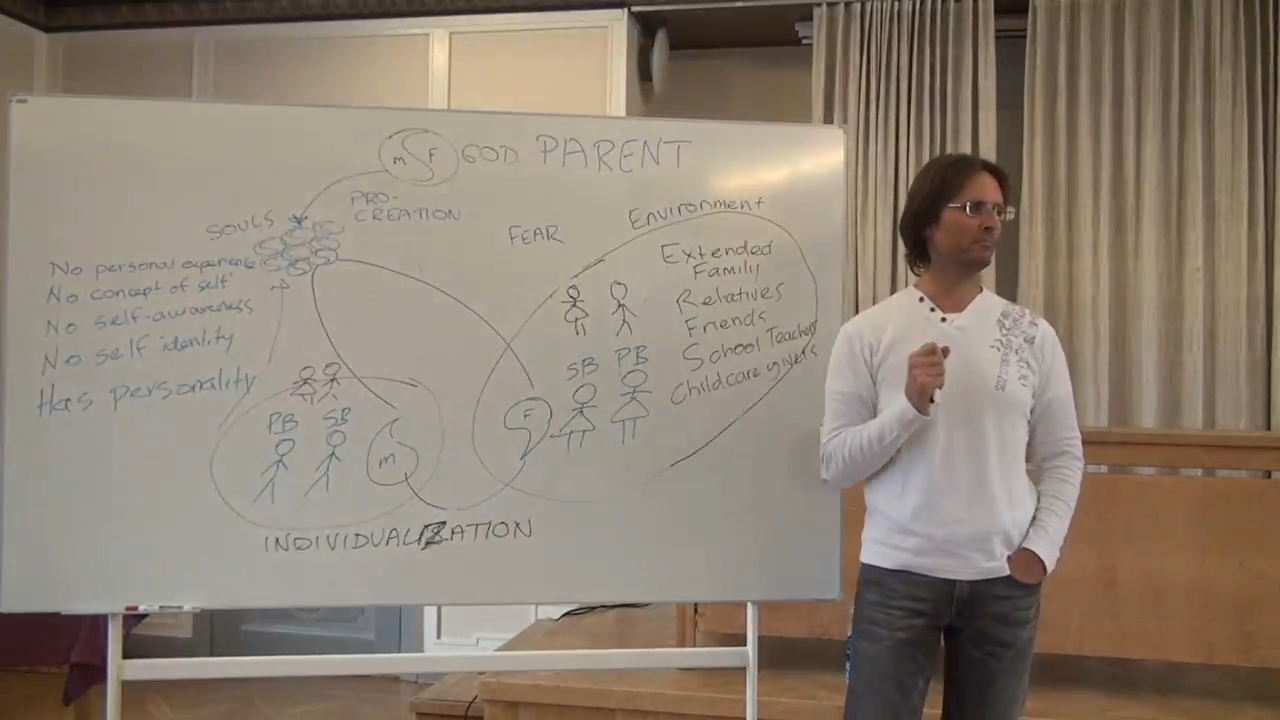 M F GOD PARENT
PRO-
CREATION
SOULS
No personal experience
No concept of self
No self-awareness
No self identity
Has personality
PB SB
M
INDIVIDUALIZATION
FEAR
Environment
Extended
Family
Relatives
Friends
School Teachers
Childcare givers
SB PB
F